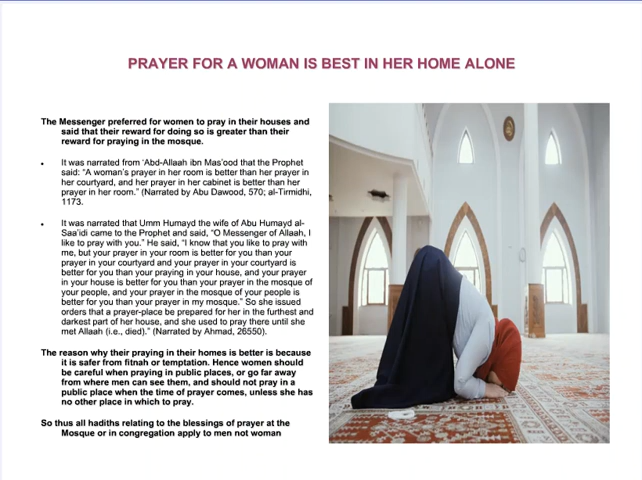 PRAYER FOR A WOMAN IS BEST IN HER HOME ALONE
The Messenger preferred for women to pray in their houses and
said that their reward for doing so is greater than their
reward for praying in the mosque.
• It was narrated from 'Abd-Allaah ibn Mas'ood that the Prophet
said: "A woman's prayer in her room is better than her prayer in
her courtyard, and her prayer in her cabinet is better than her
prayer in her room." (Narrated by Abu Dawood, 570; al-Tirmidhi,
1173.
• It was narrated that Umm Humayd the wife of Abu Humayd al-
Saa'idi came to the Prophet and said, "O Messenger of Allaah, I
like to pray with you." He said, "I know that you like to pray with
me, but your prayer in your room is better for you than your
prayer in your courtyard and your prayer in your courtyard is
better for you than your praying in your house, and your prayer
in your house is better for you than your prayer in the mosque of
your people, and your prayer in the mosque of your people is
better for you than your prayer in my mosque." So she issued
orders that a prayer-place be prepared for her in the furthest and
darkest part of her house, and she used to pray there until she
met Allaah (i.e., died)." (Narrated by Ahmad, 26550).
The reason why their praying in their homes is better is because
it is safer from fitnah or temptation. Hence women should
be careful when praying in public places, or go far away
from where men can see them, and should not pray in a
public place when the time of prayer comes, unless she has
no other place in which to pray.
So thus all hadiths relating to the blessings of prayer at the
Mosque or in congregation apply to men not woman